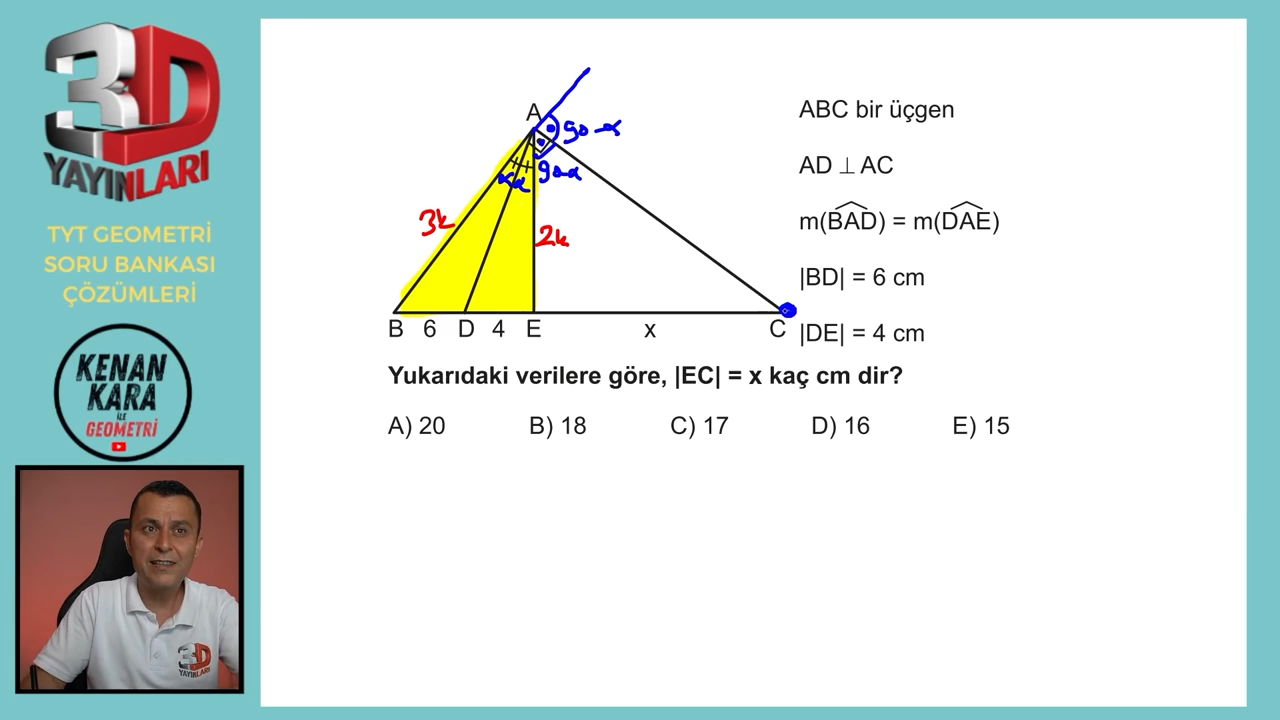 3D
YAYINLARI
TYT GEOMETRİ
SORU BANKASI
ÇÖZÜMLERİ
KENAN
KARA
İLE
GEOMETRİ
3D
YAYINLARI
A
90-α
α α 90-α
3k
2k
B 6 D 4 E x C
ABC bir üçgen
AD ⊥ AC
m(BAD) = m(DAE)
|BD| = 6 cm
|DE| = 4 cm
Yukarıdaki verilere göre, |EC| = x kaç cm dir?
A) 20 B) 18 C) 17 D) 16 E) 15